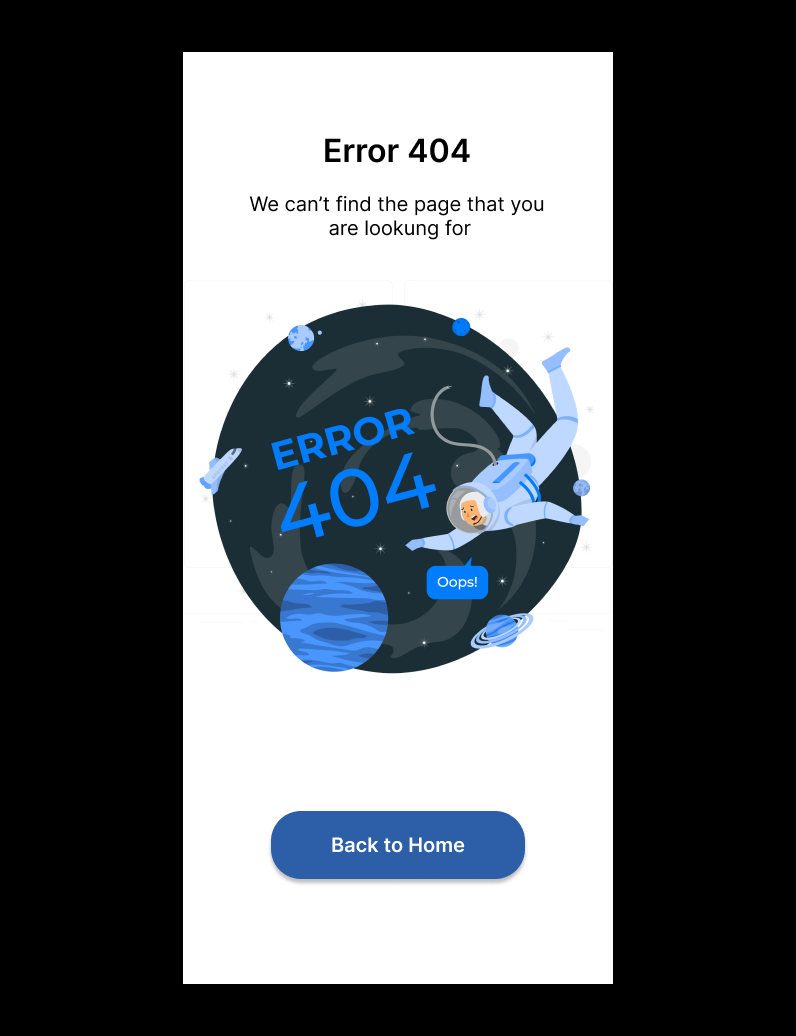 Error 404
We can’t find the page that you
are lookung for
ERROR
404
Oops!
Back to Home